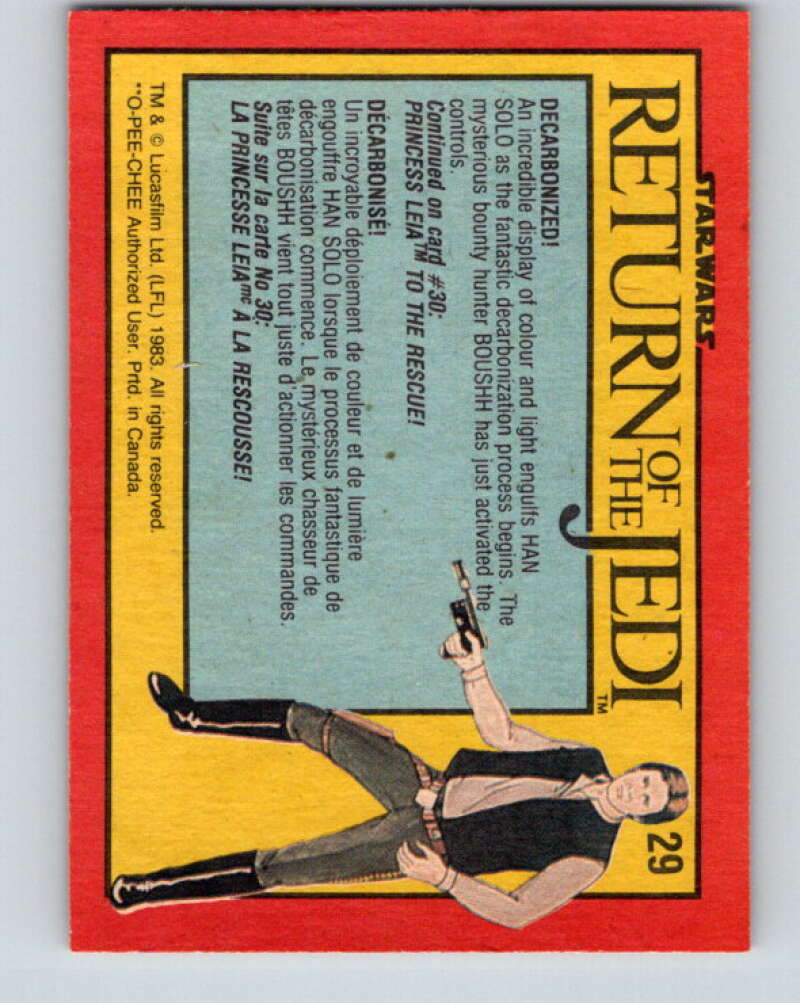 STAR WARS
RETURN OF THE JEDI™
29
DECARBONIZED!
An incredible display of colour and light engulfs HAN
SOLO as the fantastic decarbonization process begins. The
mysterious bounty hunter BOUSHH has just activated the
controls.
Continued on card #30:
PRINCESS LEIA™ TO THE RESCUE!
DÉCARBONISÉ!
Un incroyable déploiement de couleur et de lumière
engouffre HAN SOLO lorsque le processus fantastique de
décarbonisation commence. Le mystérieux chasseur de
têtes BOUSHH vient tout juste d'actionner les commandes.
Suite sur la carte No 30:
LA PRINCESSE LEIAmc À LA RESCOUSSE!
TM & © Lucasfilm Ltd. (LFL) 1983. All rights reserved.
**O-PEE-CHEE Authorized User. Prtd. in Canada.